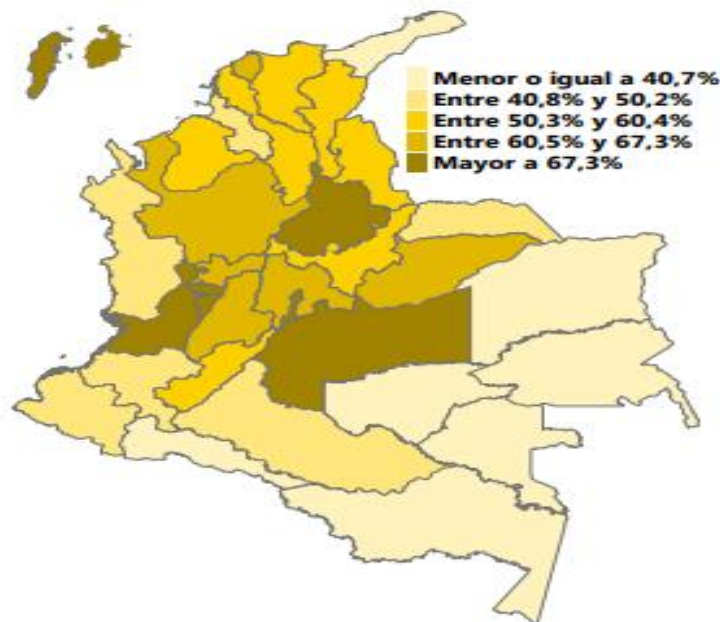 Menor o igual a 40,7%
Entre 40,8% y 50,2%
Entre 50,3% y 60,4%
Entre 60,5% y 67,3%
Mayor a 67,3%